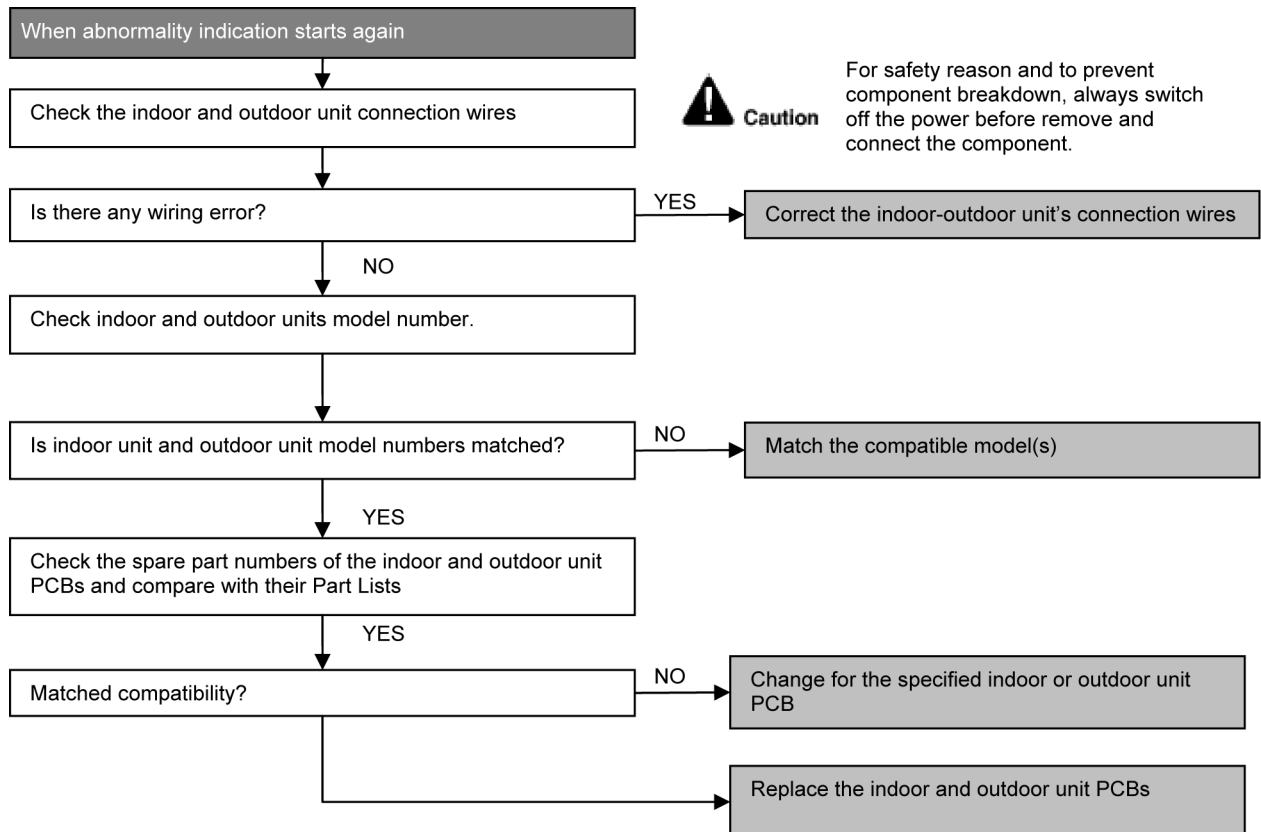 When abnormality indication starts again
Check the indoor and outdoor unit connection wires
Caution
For safety reason and to prevent
component breakdown, always switch
off the power before remove and
connect the component.
Is there any wiring error?
YES
Correct the indoor-outdoor unit's connection wires
NO
Check indoor and outdoor units model number.
Is indoor unit and outdoor unit model numbers matched?
NO
Match the compatible model(s)
YES
Check the spare part numbers of the indoor and outdoor unit
PCBs and compare with their Part Lists
YES
Matched compatibility?
NO
Change for the specified indoor or outdoor unit
PCB
Replace the indoor and outdoor unit PCBs